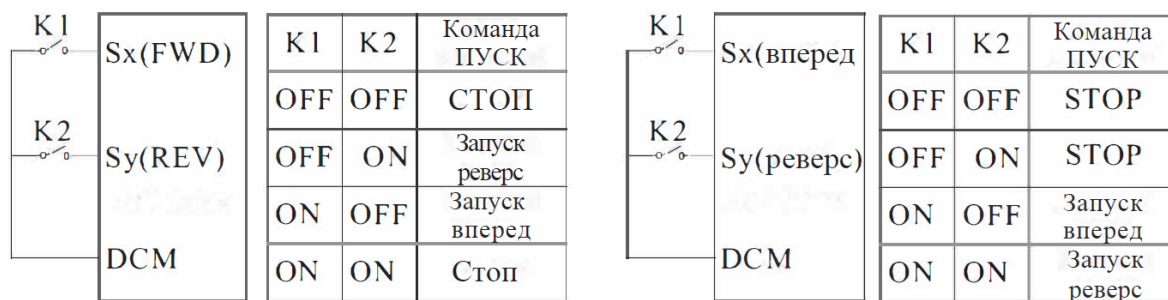 K1
Sx(FWD)
K2
Sy(REV)
DCM
K1 K2 Команда ПУСК
OFF OFF СТОП
OFF ON Запуск реверс
ON OFF Запуск вперед
ON ON Стоп
K1
Sx(вперед
K2
Sy(реверс)
DCM
K1 K2 Команда ПУСК
OFF OFF STOP
OFF ON STOP
ON OFF Запуск вперед
ON ON Запуск реверс